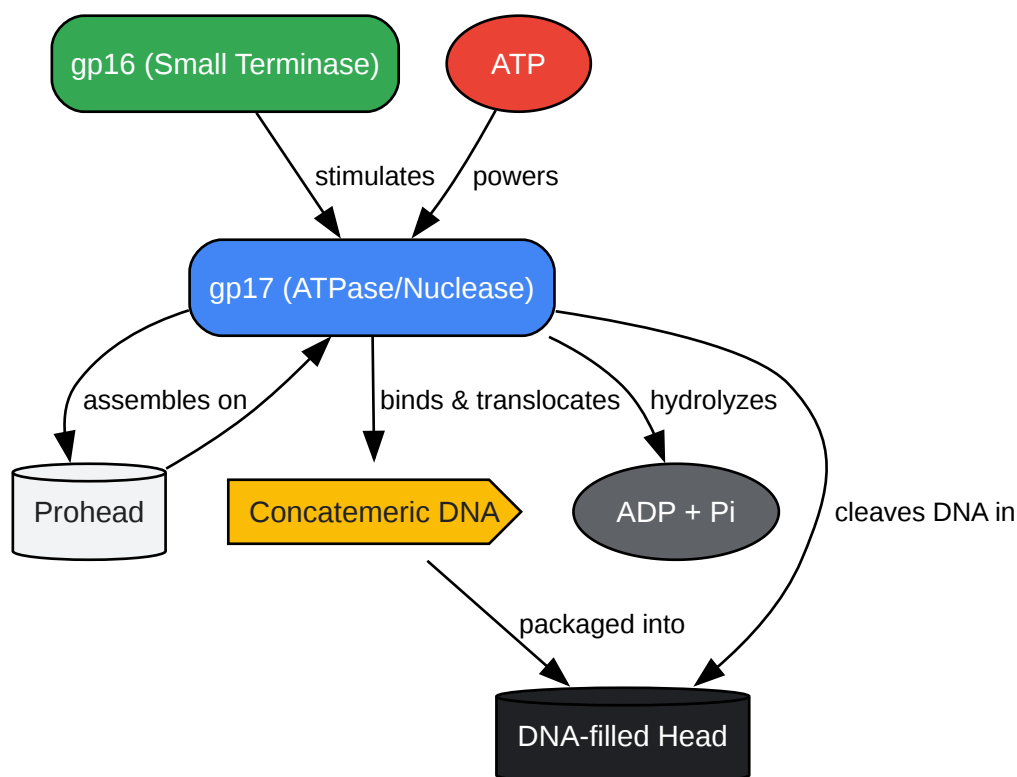 gp16 (Small Terminase)
ATP
stimulates
powers
gp17 (ATPase/Nuclease)
assembles on
binds & translocates
hydrolyzes
Prohead
Concatemeric DNA
ADP + Pi
cleaves DNA in
packaged into
DNA-filled Head